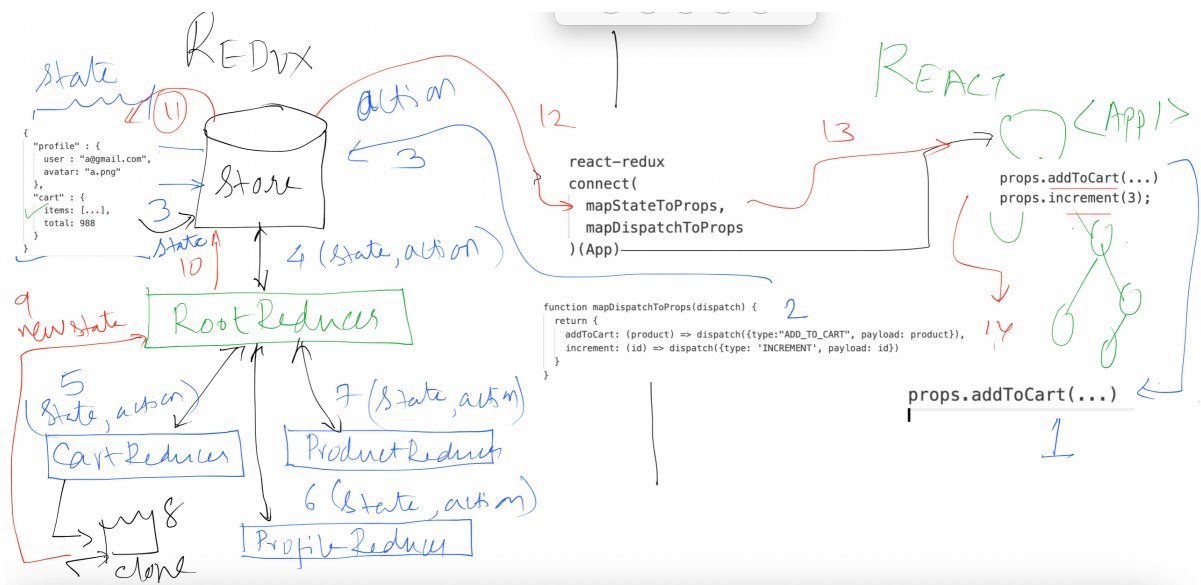 REDUX
state
11
action
3
{
"profile" : {
user : "a@gmail.com",
avatar: "a.png"
},
"cart" : {
items: [...],
total: 988
}
}
Store
3
state
10
4 (state, action)
9
new state
RootReducer
5
(state, action)
7 (state, action)
CartReducer
ProductReducer
6 (state, action)
ProfileReducer
8
clone
12
react-redux
connect(
mapStateToProps,
mapDispatchToProps
)(App)
13
2
function mapDispatchToProps(dispatch) {
return {
addToCart: (product) => dispatch({type:"ADD_TO_CART", payload: product}),
increment: (id) => dispatch({type: 'INCREMENT', payload: id})
}
}
REACT
<App1>
props.addToCart(...)
props.increment(3);
14
props.addToCart(...)
1